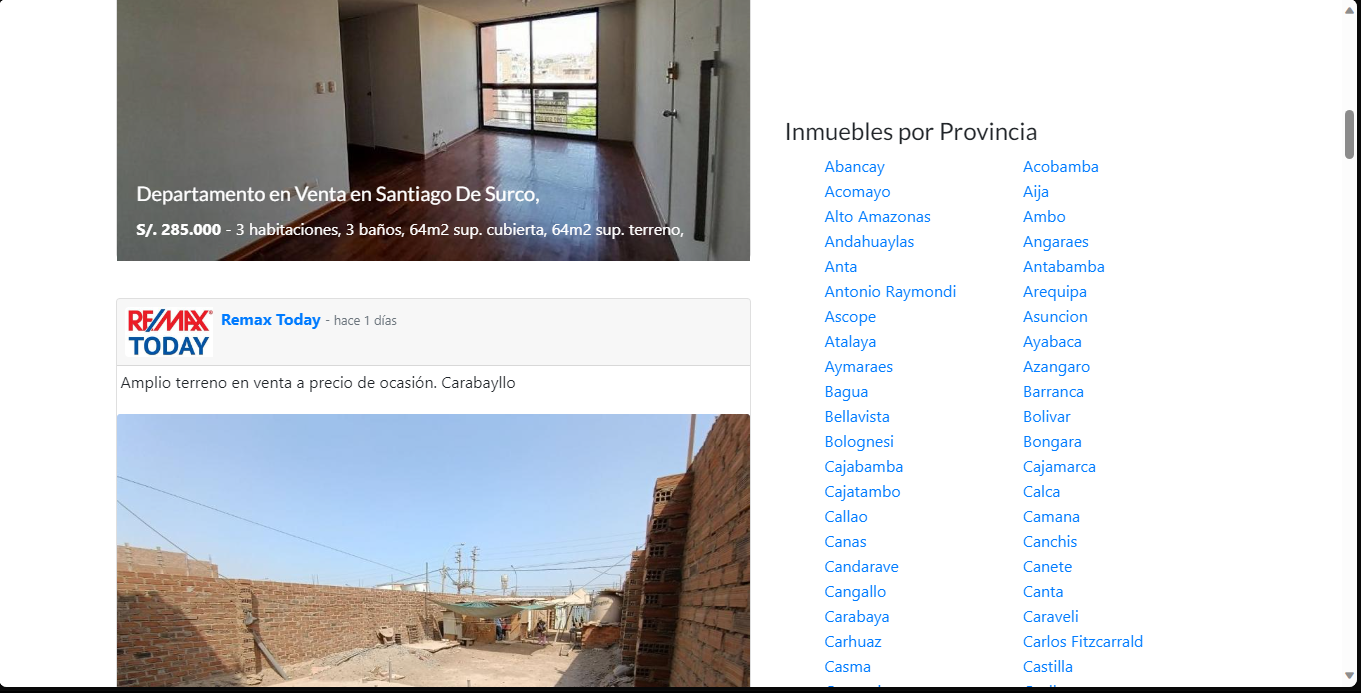 Departamento en Venta en Santiago De Surco,
S/. 285.000 - 3 habitaciones, 3 baños, 64m2 sup. cubierta, 64m2 sup. terreno,
RE/MAX
TODAY
Remax Today - hace 1 días
Amplio terreno en venta a precio de ocasión. Carabayllo
Inmuebles por Provincia
Abancay Acobamba
Acomayo Aija
Alto Amazonas Ambo
Andahuaylas Angaraes
Anta Antabamba
Antonio Raymondi Arequipa
Ascope Asuncion
Atalaya Ayabaca
Aymaraes Azangaro
Bagua Barranca
Bellavista Bolivar
Bolognesi Bongara
Cajabamba Cajamarca
Cajatambo Calca
Callao Camana
Canas Canchis
Candarave Canete
Cangallo Canta
Carabaya Caraveli
Carhuaz Carlos Fitzcarrald
Casma Castilla